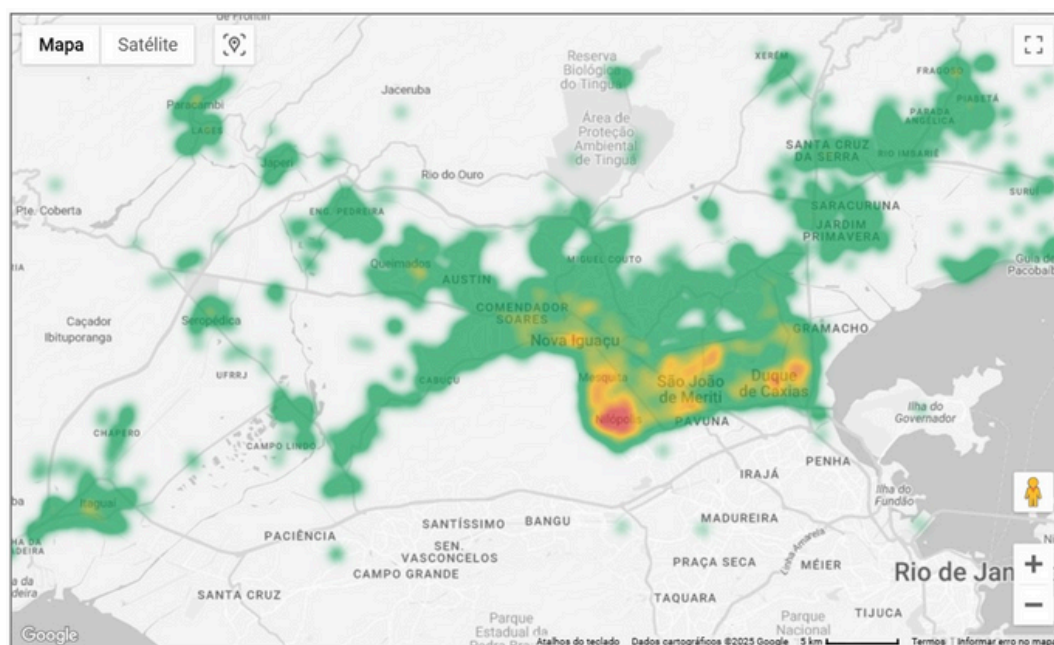 de Frontin
Mapa
Satélite
XERÉM
Reserva
Biológica
do Tinguá
FRAGOSO
Jaceruba
PIABETÁ
Paracambi
PARADA
ANGÉLICA
LAGES
Área de
Proteção
Ambiental
de Tinguá
SANTA CRUZ
DA SERRA
RIO IMBARIÊ
Japeri
Rio do Ouro
SURUÍ
Pte. Coberta
ENG. PEDREIRA
SARACURUNA
JARDIM
PRIMAVERA
MIGUEL COUTO
Guia de
Pacobaíba
Queimados
AUSTIN
COMENDADOR
SOARES
Seropédica
Caçador
Ibituporanga
GRAMACHO
Nova Iguaçu
UFRRJ
CABUÇU
Mesquita
São João
de Meriti
Duque
de Caxias
Ilha do
Governador
Nilópolis
PAVUNA
CHAPERÓ
CAMPO LINDO
PENHA
IRAJÁ
Ilha do
Fundão
Itaguaí
MADUREIRA
SANTÍSSIMO
BANGU
PACIÊNCIA
SEN.
VASCONCELOS
CAMPO GRANDE
PRAÇA SECA
Linha Amarela
MÉIER
Rio de Jan
SANTA CRUZ
TAQUARA
TIJUCA
Parque
Estadual da
Parque
Nacional
Google
Atalhos do teclado
Dados cartográficos ©2025 Google
5 km
Termos
Informar erro no mapa